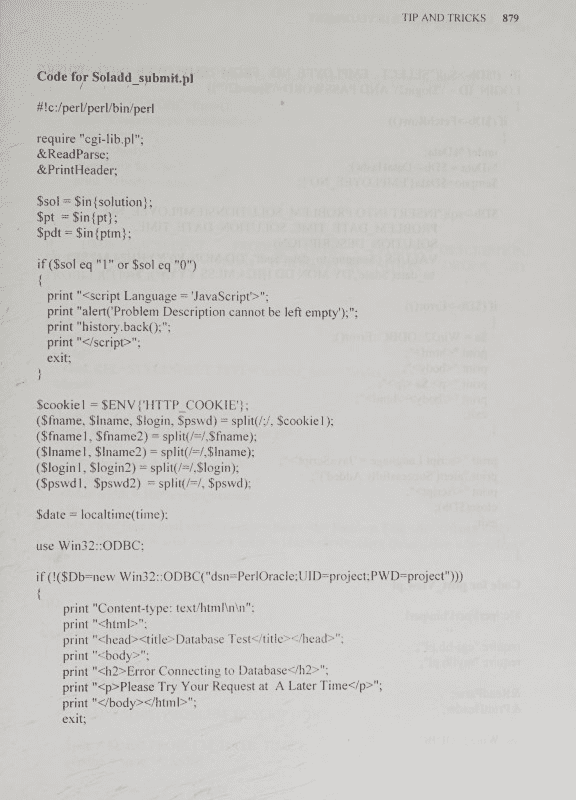 TIP AND TRICKS 879
Code for Soladd_submit.pl
#!c:/perl/perl/bin/perl
require "cgi-lib.pl";
&ReadParse;
&PrintHeader;
$sol = $in{solution};
$pt = $in{pt};
$pdt = $in{ptm};
if ($sol eq "1" or $sol eq "0")
{
print "<script Language = 'JavaScript'>";
print "alert('Problem Description cannot be left empty');";
print "history.back();";
print "</script>";
exit;
}
$cookie1 = $ENV{'HTTP_COOKIE'};
($fname, $lname, $login, $pswd) = split(/;/, $cookie1);
($fname1, $fname2) = split(/=/,$fname);
($lname1, $lname2) = split(/=/,$lname);
($login1, $login2) = split(/=/,$login);
($pswd1, $pswd2) = split(/=/, $pswd);
$date = localtime(time);
use Win32::ODBC;
if (!($Db=new Win32::ODBC("dsn=PerlOracle;UID=project;PWD=project")))
{
print "Content-type: text/html\n\n";
print "<html>";
print "<head><title>Database Test</title></head>";
print "<body>";
print "<h2>Error Connecting to Database</h2>";
print "<p>Please Try Your Request at A Later Time</p>";
print "</body></html>";
exit;